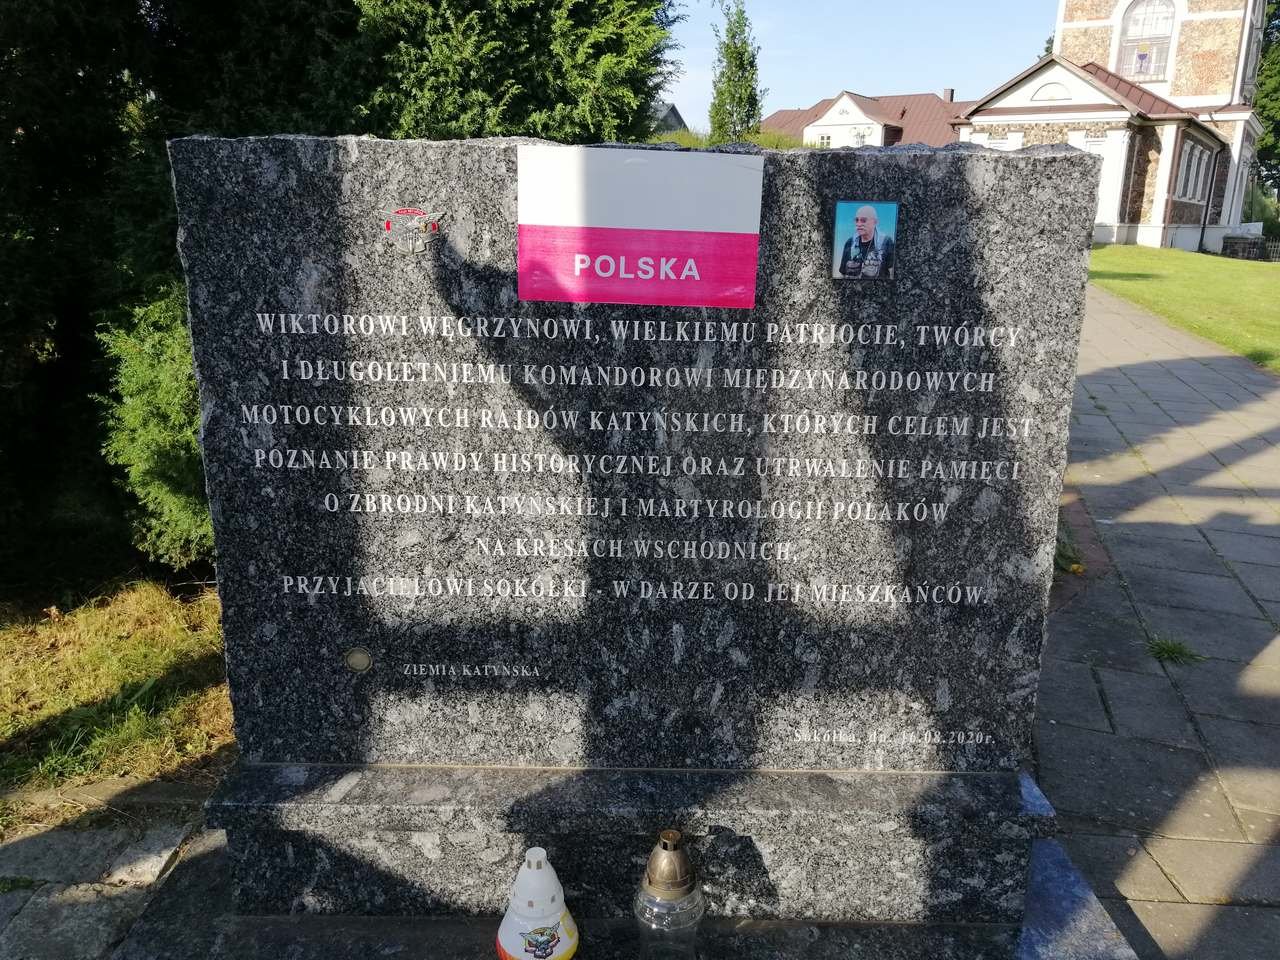 POLSKA
WIKTOROWI WĘGRZYNOWI, WIELKIEMU PATRIOCIE, TWÓRCY
I DŁUGOLETNIEMU KOMANDOROWI MIĘDZYNARODOWYCH
MOTOCYKLOWYCH RAJDÓW KATYŃSKICH, KTÓRYCH CELEM JEST
POZNANIE PRAWDY HISTORYCZNEJ ORAZ UTRWALENIE PAMIĘCI
O ZBRODNI KATYŃSKIEJ I MARTYROLOGII POLAKÓW
NA KRESACH WSCHODNICH.
PRZYJACIELOWI SOKÓŁKI - W DARZE OD JEJ MIESZKAŃCÓW.
ZIEMIA KATYŃSKA
Sokółka, dn. 16.08.2020r.